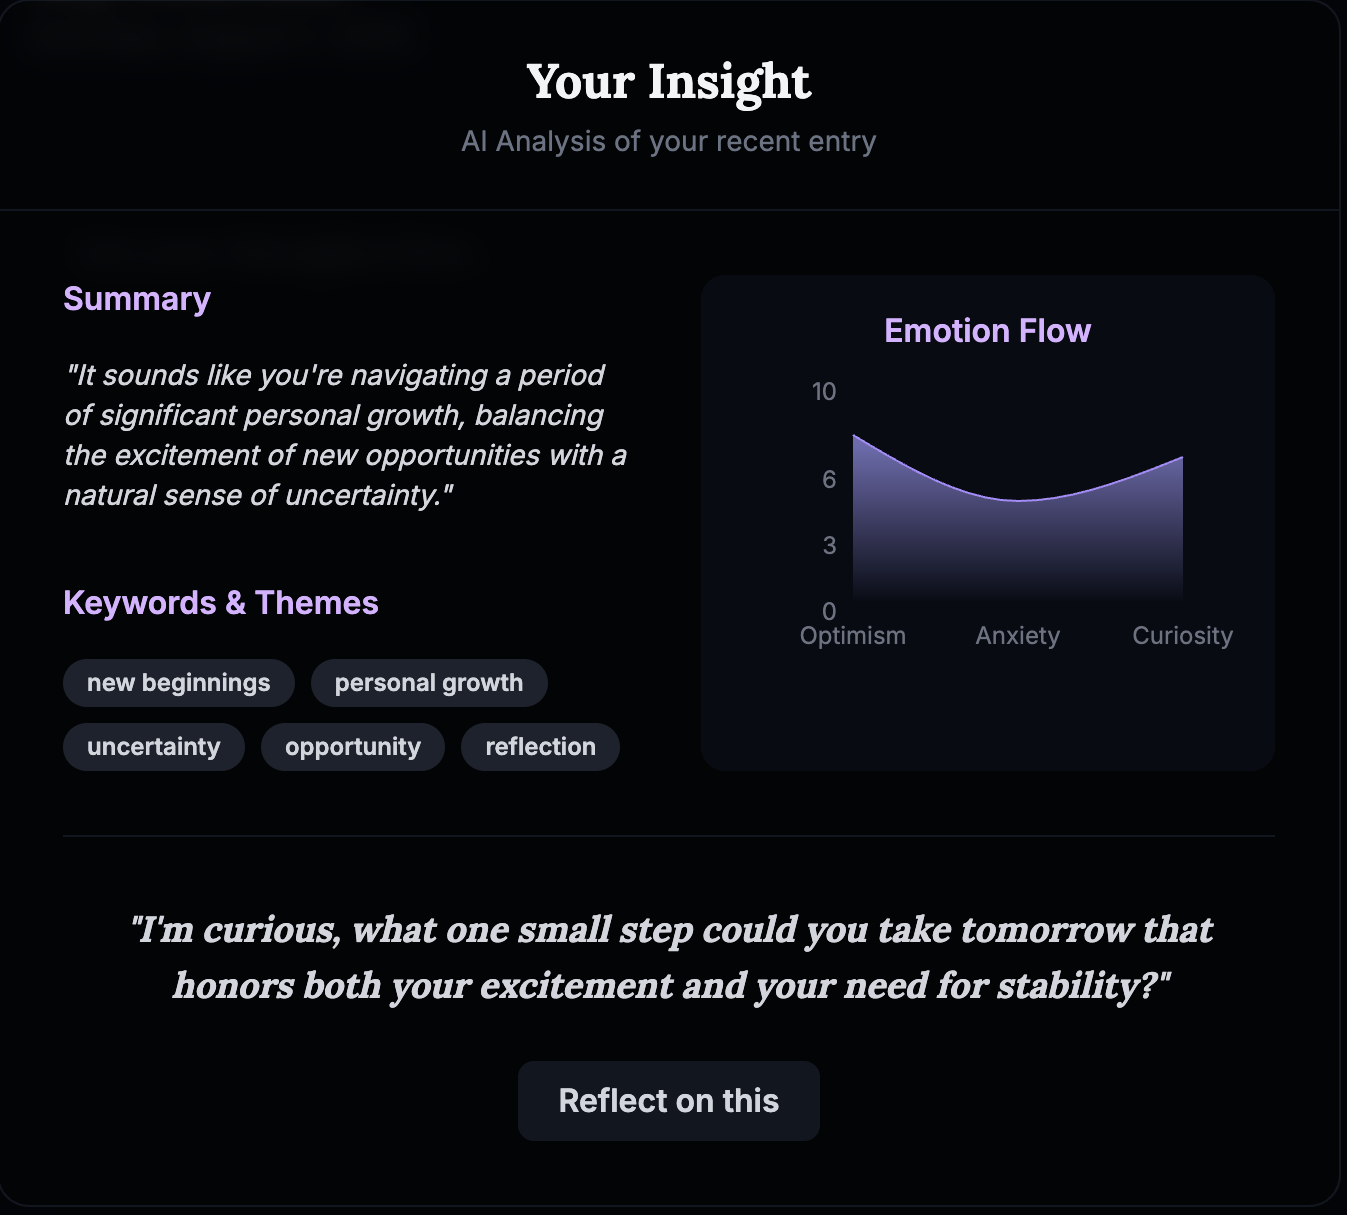 Your Insight
AI Analysis of your recent entry
Summary
"It sounds like you're navigating a period
of significant personal growth, balancing
the excitement of new opportunities with a
natural sense of uncertainty."
Keywords & Themes
new beginnings personal growth
uncertainty opportunity reflection
Emotion Flow
10
6
3
0
Optimism Anxiety Curiosity
"I'm curious, what one small step could you take tomorrow that
honors both your excitement and your need for stability?"
Reflect on this